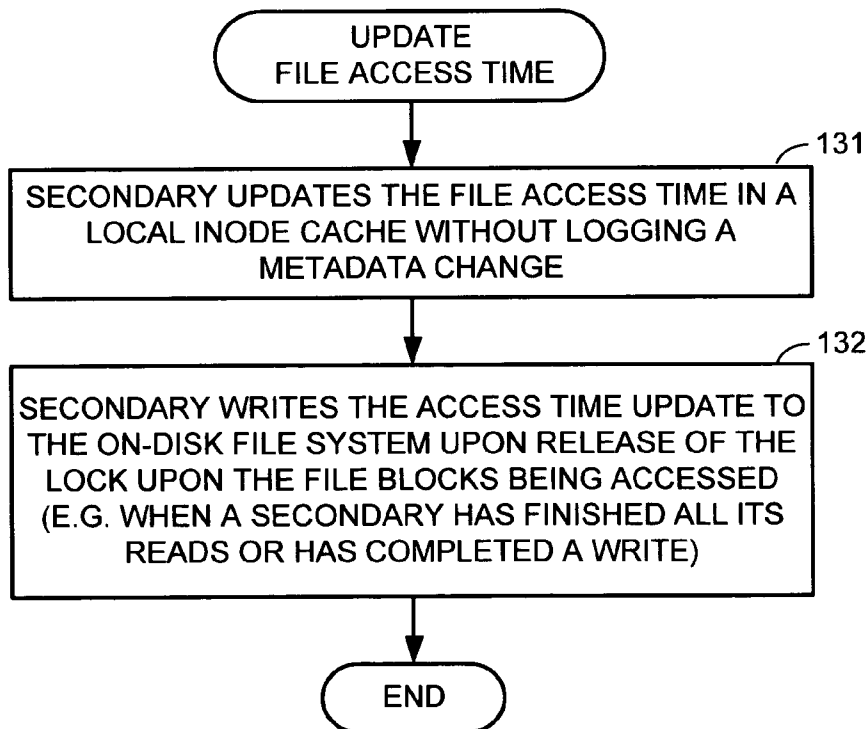 UPDATE
FILE ACCESS TIME
131
SECONDARY UPDATES THE FILE ACCESS TIME IN A
LOCAL INODE CACHE WITHOUT LOGGING A
METADATA CHANGE
132
SECONDARY WRITES THE ACCESS TIME UPDATE TO
THE ON-DISK FILE SYSTEM UPON RELEASE OF THE
LOCK UPON THE FILE BLOCKS BEING ACCESSED
(E.G. WHEN A SECONDARY HAS FINISHED ALL ITS
READS OR HAS COMPLETED A WRITE)
END